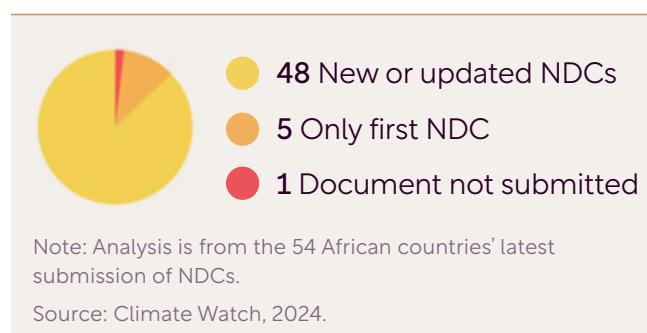 48 New or updated NDCs
5 Only first NDC
1 Document not submitted
Note: Analysis is from the 54 African countries’ latest
submission of NDCs.
Source: Climate Watch, 2024.